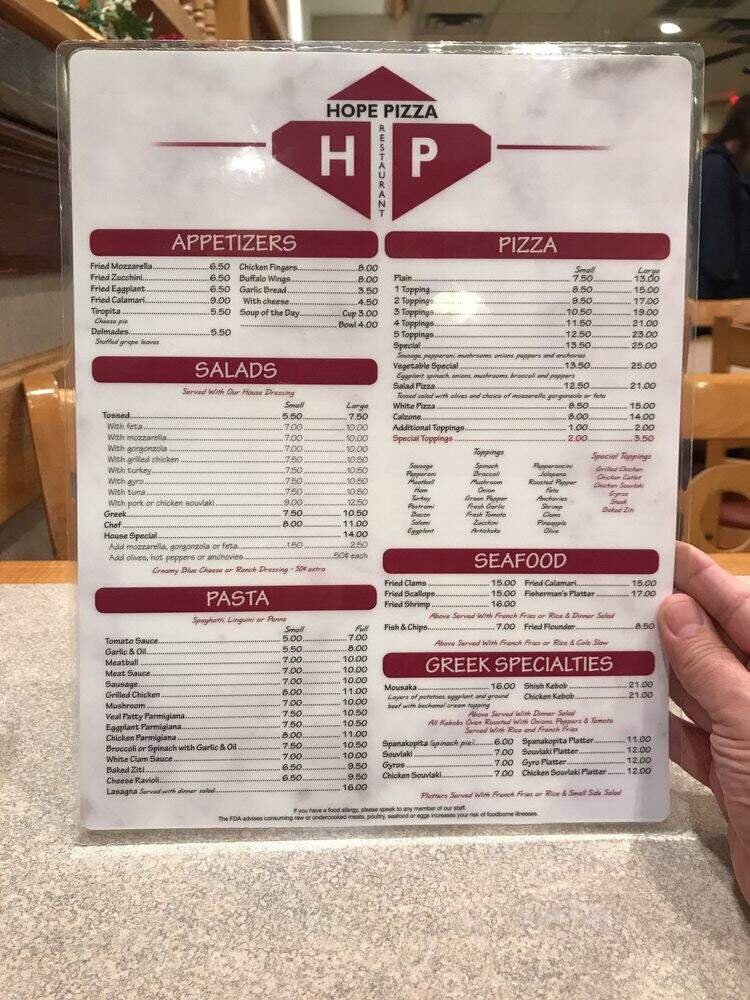 HOPE PIZZA
H P
RESTAURANT
APPETIZERS
Fried Mozzarella 6.50
Fried Zucchini 6.50
Fried Eggplant 6.50
Fried Calamari 9.00
Tiropita 5.50
Cheese pie
Dolmades 5.50
Stuffed grape leaves
Chicken Fingers 8.00
Buffalo Wings 8.00
Garlic Bread 3.50
With cheese 4.50
Soup of the Day Cup 3.00
Bowl 4.00
SALADS
Served With Our House Dressing
Small Large
Tossed 5.50 7.50
With feta 7.00 10.00
With mozzarella 7.00 10.00
With gorgonzola 7.00 10.00
With grilled chicken 7.50 10.50
With turkey 7.50 10.50
With gyro 7.50 10.50
With tuna 7.50 10.50
With pork or chicken souvlaki 9.00 12.50
Greek 7.50 10.50
Chef 8.00 11.00
House Special 14.00
Add mozzarella, gorgonzola or feta 1.50 2.50
Add olives, hot peppers or anchovies 50¢ each
Creamy Blue Cheese or Ranch Dressing - 50¢ extra
PASTA
Spaghetti, Linguini or Penne
Small Full
Tomato Sauce 5.00 7.00
Garlic & Oil 5.50 8.00
Meatball 7.00 10.00
Meat Sauce 7.00 10.00
Sausage 7.00 10.00
Grilled Chicken 8.00 11.00
Mushroom 7.00 10.00
Veal Patty Parmigiana 7.50 10.50
Eggplant Parmigiana 7.00 10.50
Chicken Parmigiana 8.00 11.00
Broccoli or Spinach with Garlic & Oil 7.50 10.50
White Clam Sauce 7.00 10.00
Baked Ziti 6.50 9.50
Cheese Ravioli 6.50 9.50
Lasagna Served with dinner salad 16.00
PIZZA
Small Large
Plain 7.50 13.00
1 Topping 8.50 15.00
2 Toppings 9.50 17.00
3 Toppings 10.50 19.00
4 Toppings 11.50 21.00
5 Toppings 12.50 23.00
Special 13.50 25.00
Sausage, pepperoni, mushrooms, onions, peppers and anchovies
Vegetable Special 13.50 25.00
Eggplant, spinach, onions, mushrooms, broccoli and peppers
Salad Pizza 12.50 21.00
Tossed salad with olives and choice of mozzarella, gorgonzola or feta
White Pizza 8.50 15.00
Calzone 8.00 14.00
Additional Toppings 1.00 2.00
Special Toppings 2.00 3.50
Toppings
Sausage
Pepperoni
Meatball
Ham
Turkey
Pastrami
Bacon
Salami
Eggplant
Spinach
Broccoli
Mushroom
Onion
Green Pepper
Fresh Garlic
Fresh Tomato
Zucchini
Artichoke
Pepperoncini
Jalapeno
Roasted Pepper
Feta
Anchovies
Shrimp
Clams
Pineapple
Olive
Special Toppings
Grilled Chicken
Chicken Cutlet
Chicken Souvlaki
Gyros
Steak
Baked Ziti
SEAFOOD
Fried Clams 15.00
Fried Scallops 15.00
Fried Shrimp 16.00
Fried Calamari 15.00
Fisherman's Platter 17.00
Above Served With French Fries or Rice & Dinner Salad
Fish & Chips 7.00 Fried Flounder 8.50
Above Served With French Fries or Rice & Cole Slaw
GREEK SPECIALTIES
Mousaka 16.00
Layers of potatoes, eggplant, and ground
beef with bechamel cream topping
Shish Kebob 21.00
Chicken Kebob 21.00
Above Served With Dinner Salad
All Kebobs Oven Roasted With Onions, Peppers & Tomato.
Served With Rice and French Fries
Spanakopita (spinach pie) 6.00
Souvlaki 7.00
Gyros 7.00
Chicken Souvlaki 7.00
Spanakopita Platter 11.00
Souvlaki Platter 12.00
Gyro Platter 12.00
Chicken Souvlaki Platter 12.00
Platters Served With French Fries or Rice & Small Side Salad
If you have a food allergy, please speak to any member of our staff.
The FDA advises consuming raw or undercooked meats, poultry, seafood or eggs increases your risk of foodborne illnesses.